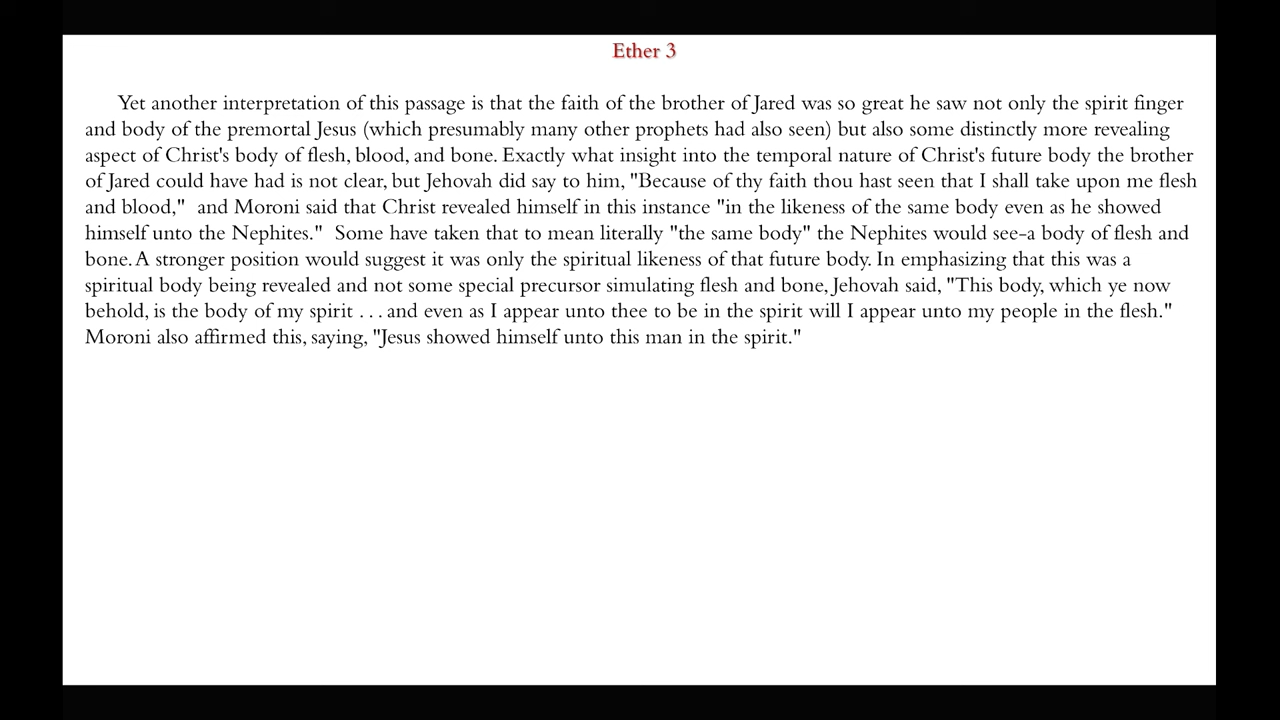 Ether 3
Yet another interpretation of this passage is that the faith of the brother of Jared was so great he saw not only the spirit finger
and body of the premortal Jesus (which presumably many other prophets had also seen) but also some distinctly more revealing
aspect of Christ's body of flesh, blood, and bone. Exactly what insight into the temporal nature of Christ's future body the brother
of Jared could have had is not clear, but Jehovah did say to him, "Because of thy faith thou hast seen that I shall take upon me flesh
and blood,"  and Moroni said that Christ revealed himself in this instance "in the likeness of the same body even as he showed
himself unto the Nephites."  Some have taken that to mean literally "the same body" the Nephites would see-a body of flesh and
bone. A stronger position would suggest it was only the spiritual likeness of that future body. In emphasizing that this was a
spiritual body being revealed and not some special precursor simulating flesh and bone, Jehovah said, "This body, which ye now
behold, is the body of my spirit . . . and even as I appear unto thee to be in the spirit will I appear unto my people in the flesh."
Moroni also affirmed this, saying, "Jesus showed himself unto this man in the spirit."